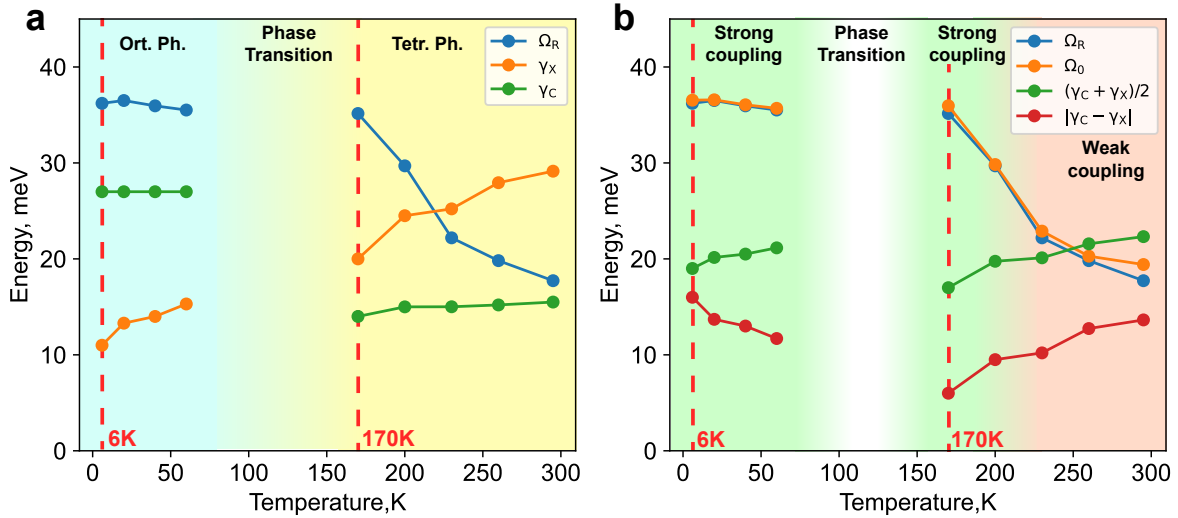 a
Ort. Ph.
Phase
Transition
Tetr. Ph.
Ω_R
γ_X
γ_C
Energy, meV
40
30
20
10
0
6K
170K
0 50 100 150 200 250 300
Temperature,K
b
Strong
coupling
Phase
Transition
Strong
coupling
Ω_R
Ω_0
(γ_C + γ_X)/2
|γ_C − γ_X|
Weak
coupling
Energy, meV
40
30
20
10
0
6K
170K
0 50 100 150 200 250 300
Temperature,K